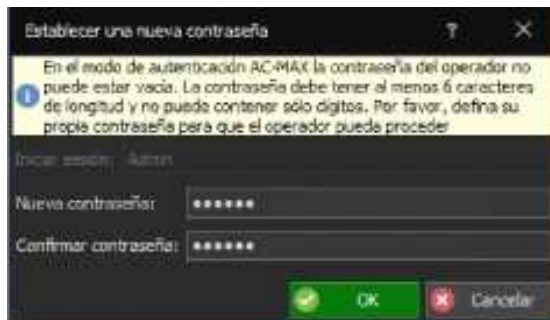 Establecer una nueva contraseña ? ×
En el modo de autenticación AC-MAX la contraseña del operador no
puede estar vacía. La contraseña debe tener al menos 6 caracteres
de longitud y no puede contener sólo dígitos. Por favor, defina su
propia contraseña para que el operador pueda proceder
Iniciar sesión: Admin
Nueva contraseña: ••••••
Confirmar contraseña: ••••••
OK Cancelar